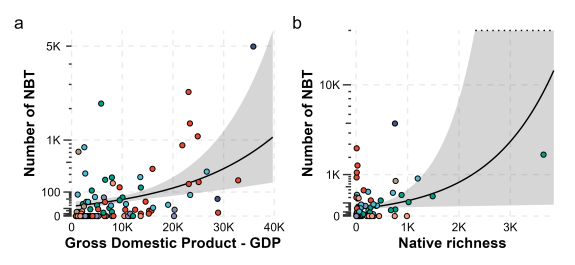 a
Number of NBT
5K
1K
100
0
0
10K
20K
30K
40K
Gross Domestic Product - GDP
b
Number of NBT
10K
1K
0
0
1K
2K
3K
Native richness